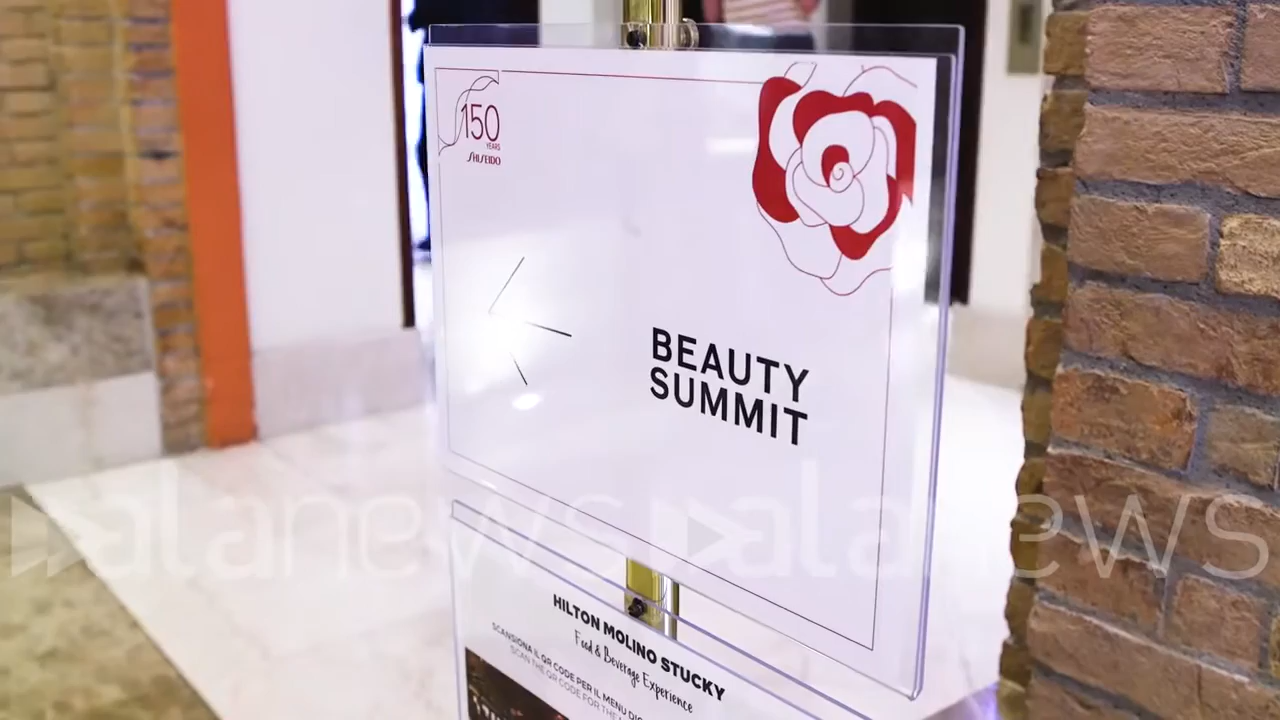 150
YEARS
SHISEIDO
BEAUTY
SUMMIT
alanews alanews
HILTON MOLINO STUCKY
Food & Beverage Experience
SCANSIONA IL QR CODE PER IL MENU
SCAN THE QR CODE FOR THE